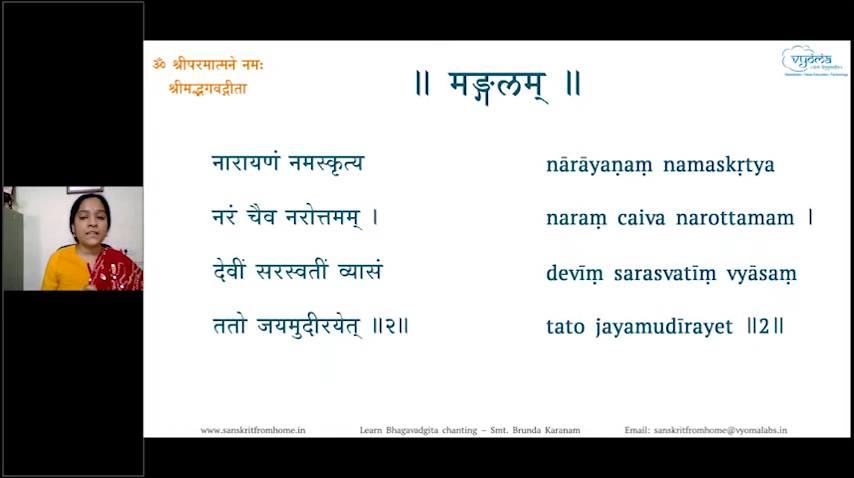 ॐ श्रीपरमात्मने नमः
श्रीमद्भगवद्गीता
॥ मङ्गलम् ॥
vyoma
नारायणं नमस्कृत्य
नरं चैव नरोत्तमम् ।
देवीं सरस्वतीं व्यासं
ततो जयमुदीरयेत् ॥२॥
nārāyaṇaṃ namaskṛtya
naraṃ caiva narottamam |
devīṃ sarasvatīṃ vyāsaṃ
tato jayamudīrayet ||2||
www.sanskritfromhome.in
Learn Bhagavadgita chanting – Smt. Brunda Karanam
Email: sanskritfromhome@vyomalabs.in